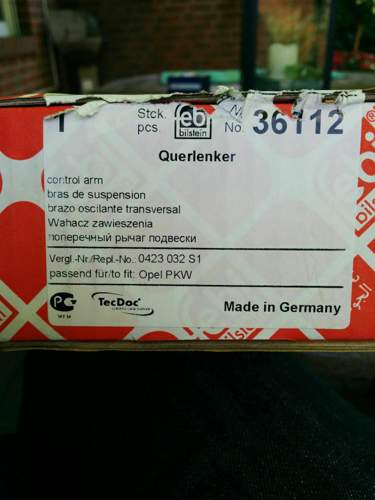 1 Stck. pcs. feb bilstein No. 36112
Querlenker
control arm
bras de suspension
brazo oscilante transversal
Wahacz zawieszenia
поперечный рычаг подвески
Vergl.-Nr./Repl.-No.: 0423 032 S1
passend für/to fit: Opel PKW
TecDoc
Made in Germany